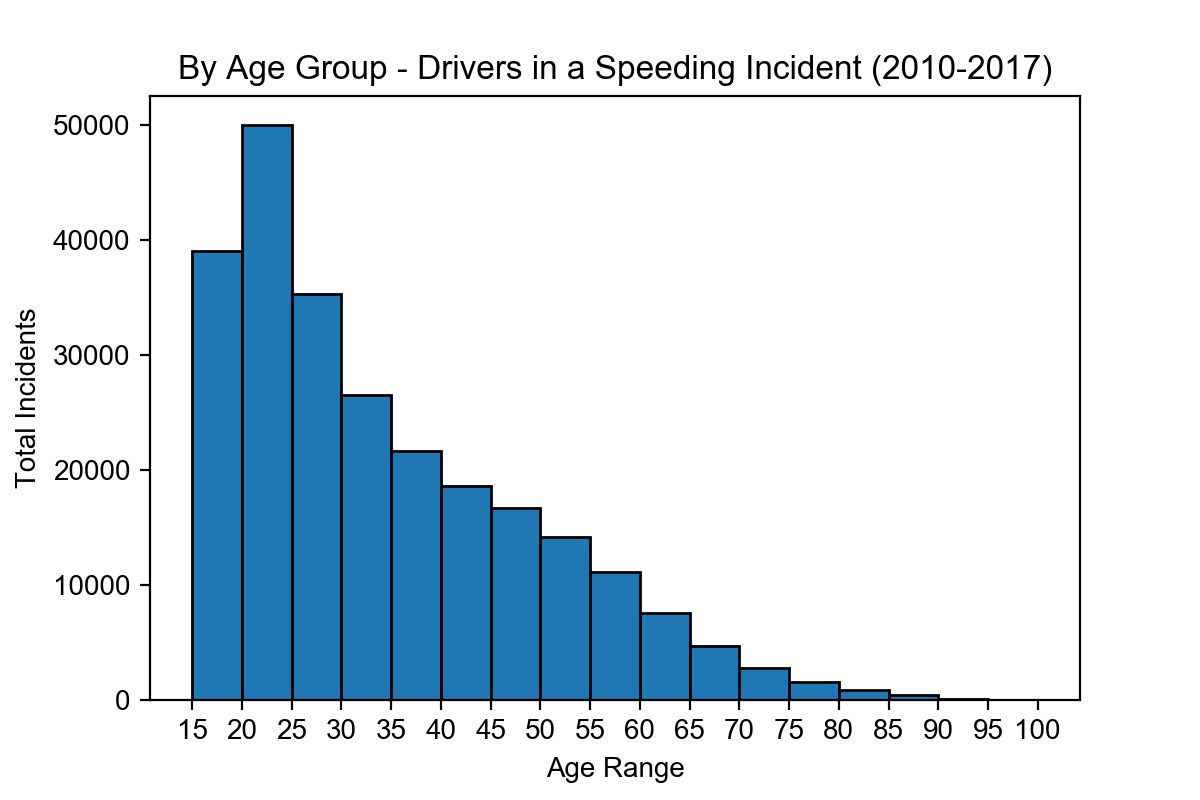 By Age Group - Drivers in a Speeding Incident (2010-2017)
50000
40000
30000
20000
10000
0
Total Incidents
15 20 25 30 35 40 45 50 55 60 65 70 75 80 85 90 95 100
Age Range